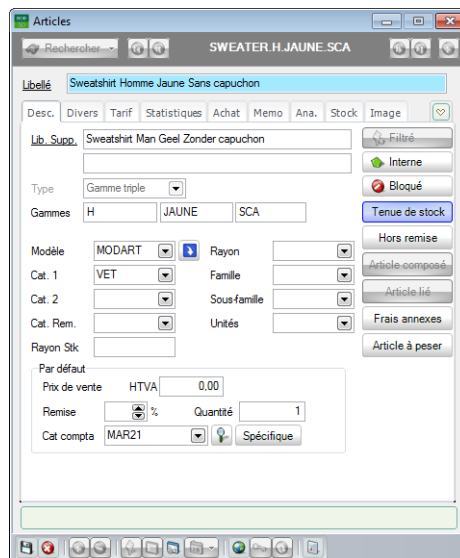 Articles
Rechercher SWEATER.H.JAUNE.SCA
Libellé Sweatshirt Homme Jaune Sans capuchon
Desc. Divers Tarif Statistiques Achat Memo Ana. Stock Image
Lib. Supp. Sweatshirt Man Geel Zonder capuchon Filtré
Interne
Type Gamme triple Bloqué
Gammes H JAUNE SCA Tenue de stock
Hors remise
Modèle MODART Rayon
Article composé
Cat. 1 VET Famille
Article lié
Cat. 2 Sous-famille
Cat. Rem. Unités Frais annexes
Rayon Stk Article à peser
Par défaut
Prix de vente HTVA 0,00
Remise % Quantité 1
Cat compta MAR21 Spécifique